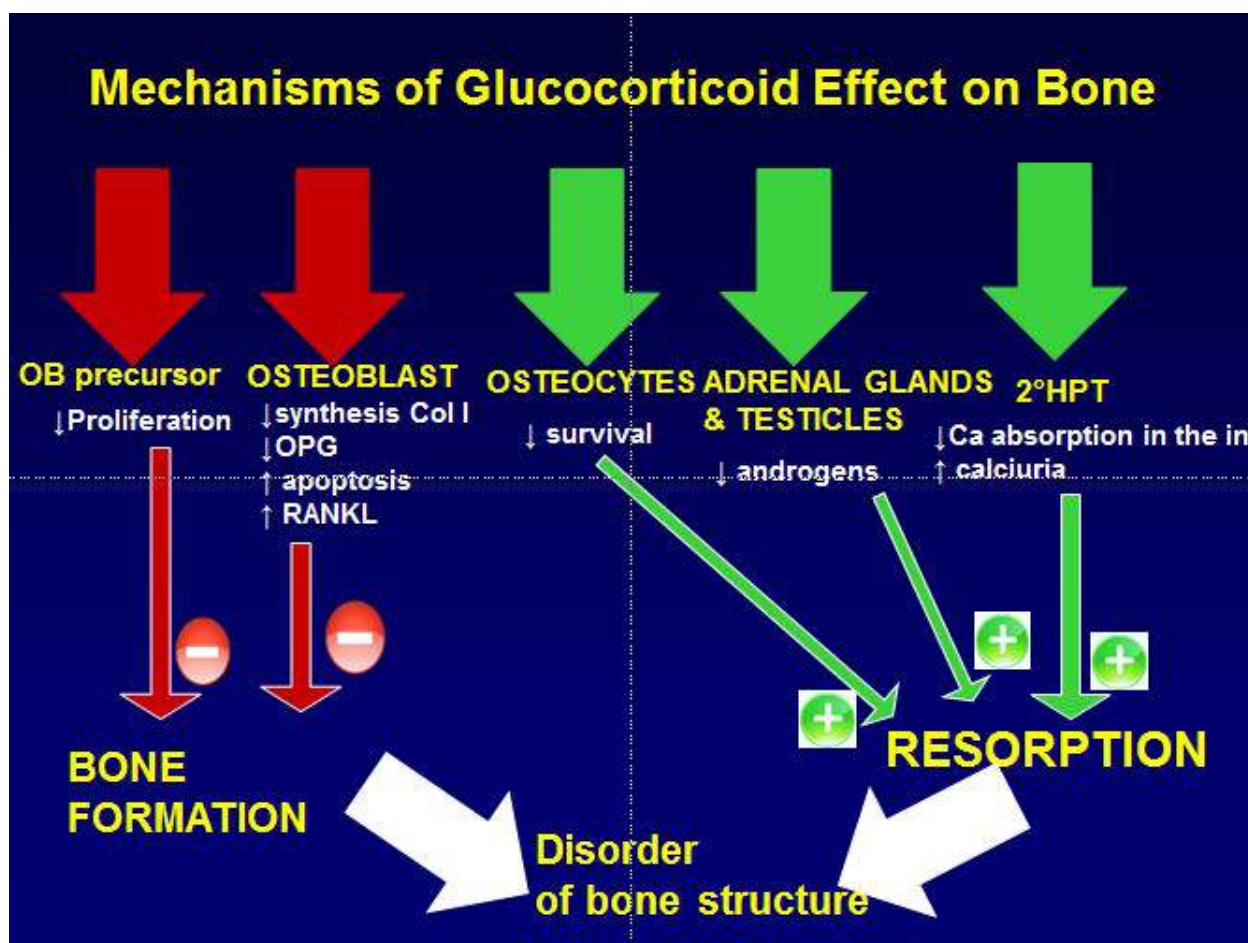 Mechanisms of Glucocorticoid Effect on Bone
OB precursor
↓Proliferation
OSTEOBLAST
↓synthesis Col I
↓OPG
↑ apoptosis
↑ RANKL
OSTEOCYTES
↓ survival
ADRENAL GLANDS
& TESTICLES
↓ androgens
2°HPT
↓Ca absorption in the in
↑ calciuria
BONE
FORMATION
RESORPTION
Disorder
of bone structure